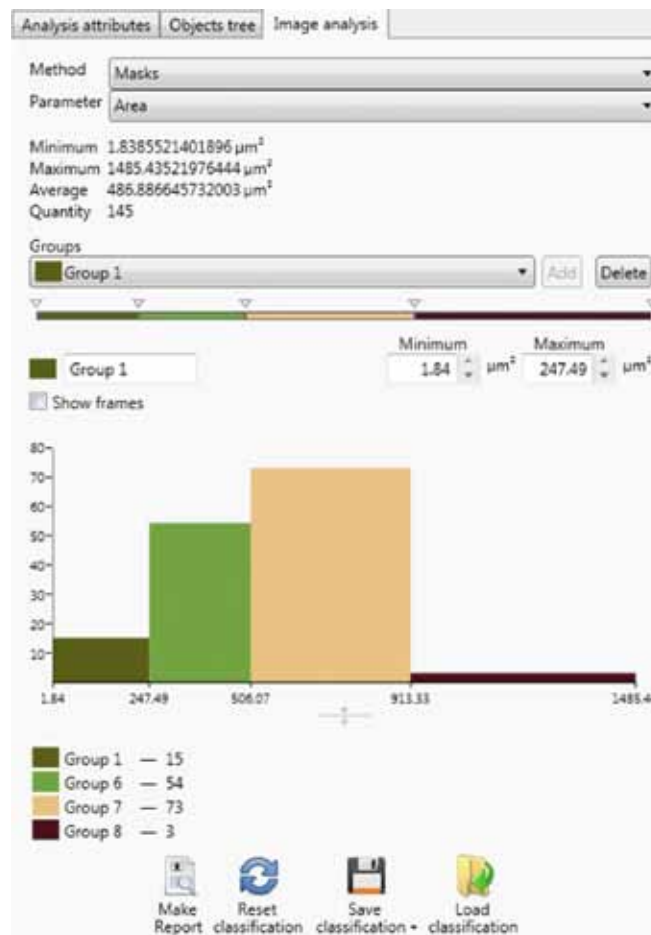 Analysis attributes Objects tree Image analysis
Method Masks
Parameter Area
Minimum 1.8385521401896 µm²
Maximum 1485.43521976444 µm²
Average 486.886645732003 µm²
Quantity 145
Groups
Group 1 Add Delete
Minimum Maximum
Group 1 1.84 µm² 247.49 µm²
Show frames
80
70
60
50
40
30
20
10
1.84 247.49 506.07 913.33 1485.4
Group 1 — 15
Group 6 — 54
Group 7 — 73
Group 8 — 3
Make Reset Save Load
Report classification classification classification